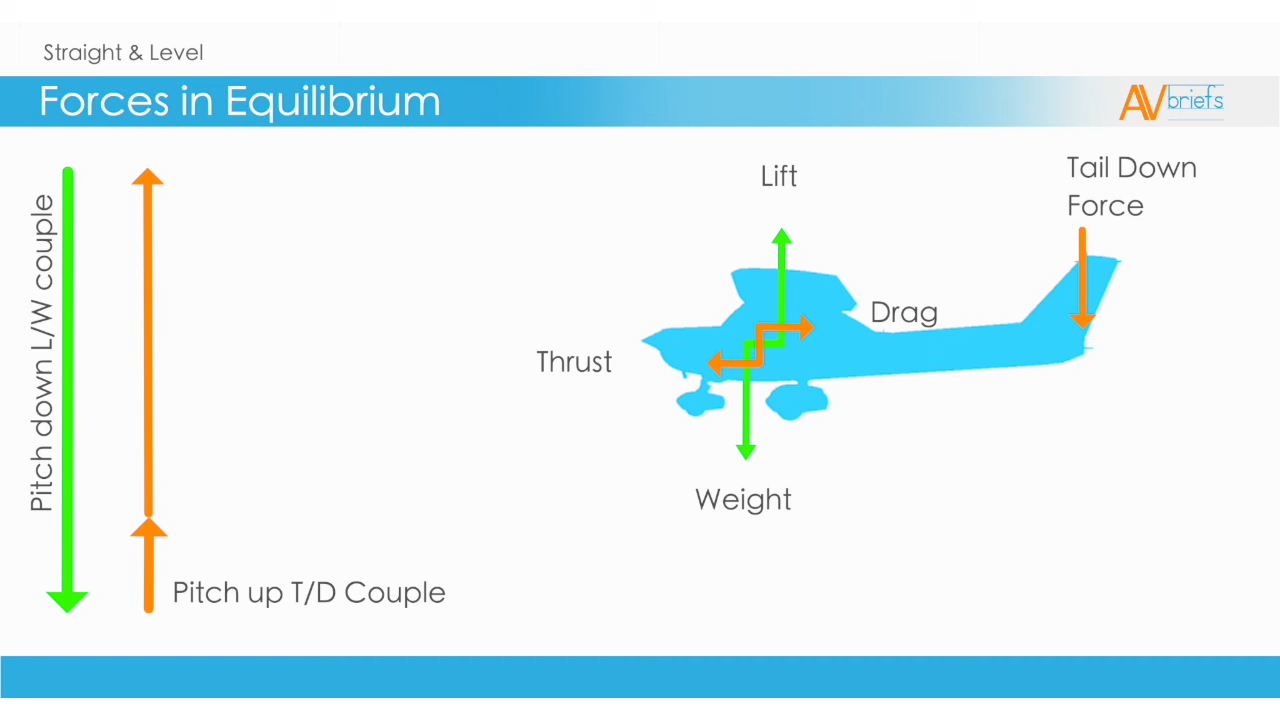 Straight & Level
Forces in Equilibrium
AV briefs
Pitch down L/W couple
Pitch up T/D Couple
Lift
Tail Down
Force
Drag
Thrust
Weight